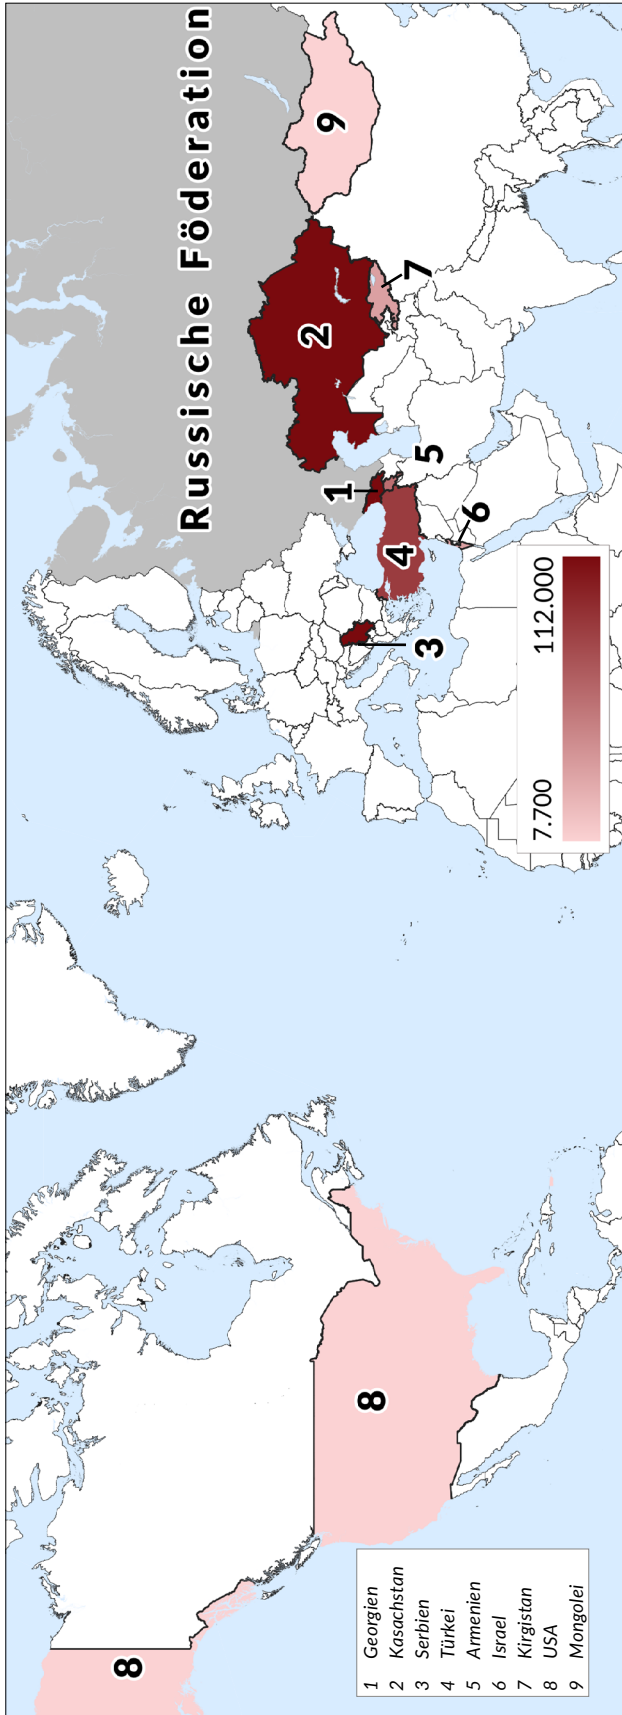 Russische Föderation
8
8
1
2
3
4
5
6
7
9
7.700 112.000
1 Georgien
2 Kasachstan
3 Serbien
4 Türkei
5 Armenien
6 Israel
7 Kirgistan
8 USA
9 Mongolei